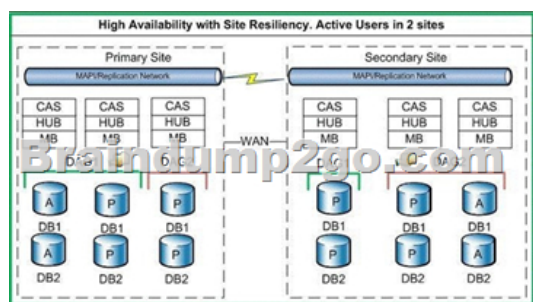 High Availability with Site Resiliency. Active Users in 2 sites
Primary Site
MAPI/Replication Network
CAS
HUB
MB
CAS
HUB
MB
CAS
HUB
MB
WAN
Secondary Site
MAPI/Replication Network
CAS
HUB
MB
CAS
HUB
MB
CAS
HUB
MB
Braindump2go.com
A
DB1
P
DB1
P
DB1
A
DB2
P
DB2
P
DB2
P
DB1
P
DB1
A
DB1
P
DB2
P
DB2
A
DB2